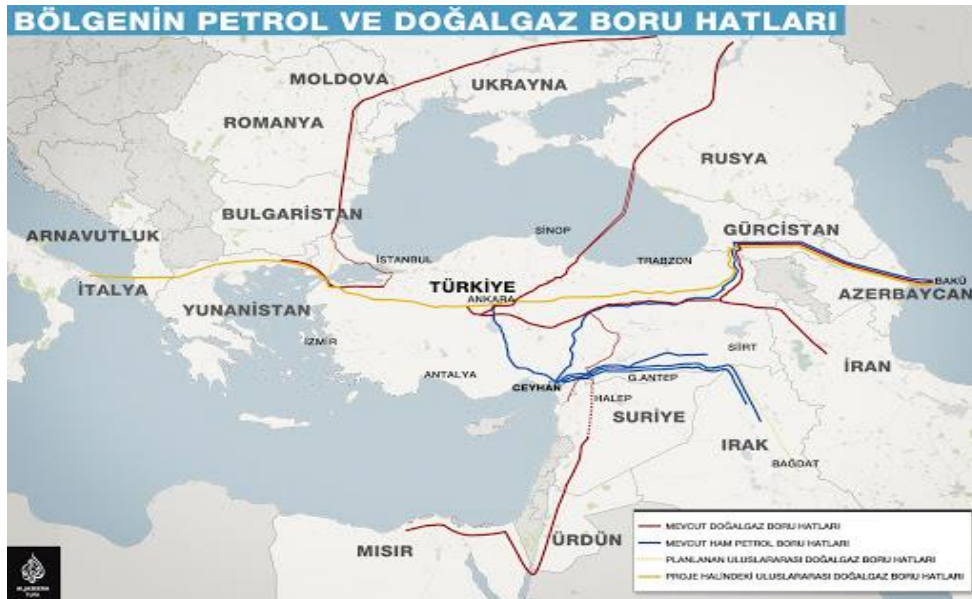 BÖLGENİN PETROL VE DOĞALGAZ BORU HATLARI
MOLDOVA
UKRAYNA
ROMANYA
RUSYA
BULGARİSTAN
ARNAVUTLUK
SİNOP
GÜRCİSTAN
İSTANBUL
TRABZON
İTALYA
TÜRKİYE
BAKÜ
AZERBAYCAN
ANKARA
YUNANİSTAN
İZMİR
SİİRT
İRAN
ANTALYA
G.ANTEP
CEYHAN
HALEP
SURİYE
IRAK
BAĞDAT
MISIR
ÜRDÜN
MEVCUT DOĞALGAZ BORU HATLARI
MEVCUT HAM PETROL BORU HATLARI
PLANLANAN ULUSLARARASI DOĞALGAZ BORU HATLARI
PROJE HALİNDEKİ ULUSLARARASI DOĞALGAZ BORU HATLARI